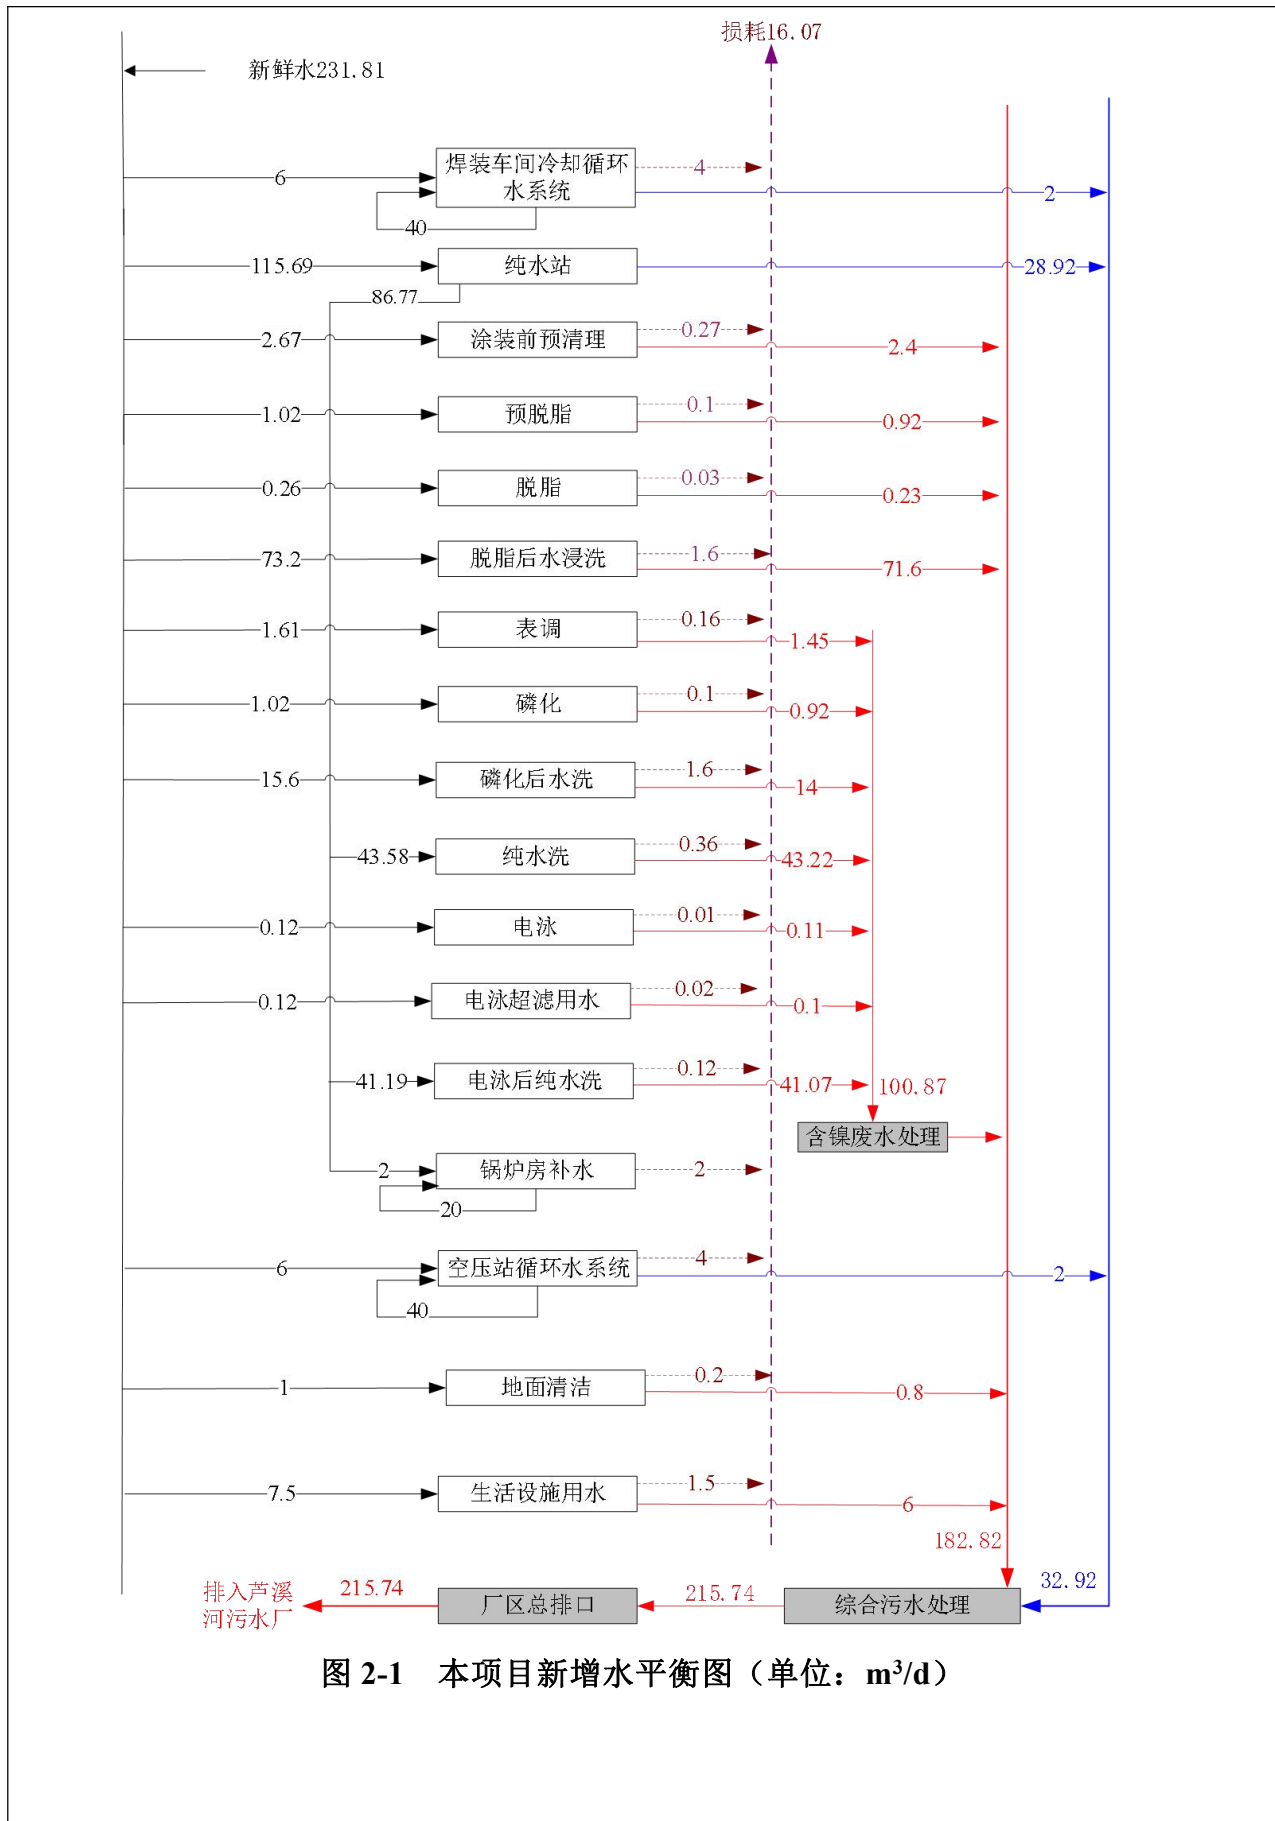 损耗16.07
新鲜水231.81
6
焊装车间冷却循环
水系统
4
2
40
115.69
纯水站
28.92
86.77
2.67
涂装前预清理
0.27
2.4
1.02
预脱脂
0.1
0.92
0.26
脱脂
0.03
0.23
73.2
脱脂后水浸洗
1.6
71.6
1.61
表调
0.16
1.45
1.02
磷化
0.1
0.92
15.6
磷化后水洗
1.6
14
43.58
纯水洗
0.36
43.22
0.12
电泳
0.01
0.11
0.12
电泳超滤用水
0.02
0.1
41.19
电泳后纯水洗
0.12
41.07
100.87
含镍废水处理
2
锅炉房补水
2
20
6
空压站循环水系统
4
2
40
1
地面清洁
0.2
0.8
7.5
生活设施用水
1.5
6
182.82
32.92
排入芦溪
河污水厂
215.74
厂区总排口
215.74
综合污水处理
图 2-1 本项目新增水平衡图（单位：m³/d）